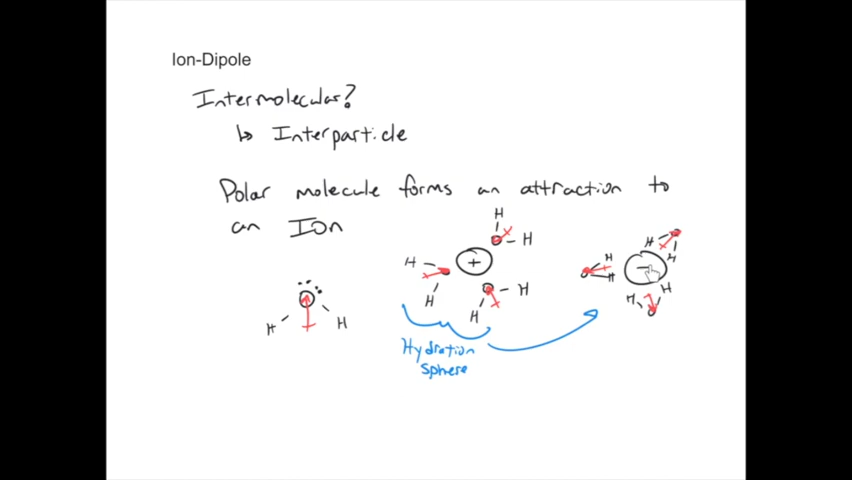 Ion-Dipole
Intermolecular?
↳ Interparticle
Polar molecule forms an attraction to
an Ion
H
H
H
+
H
H
H
H
H
-
H
H
H
H
H
H
H
Hydration
Sphere